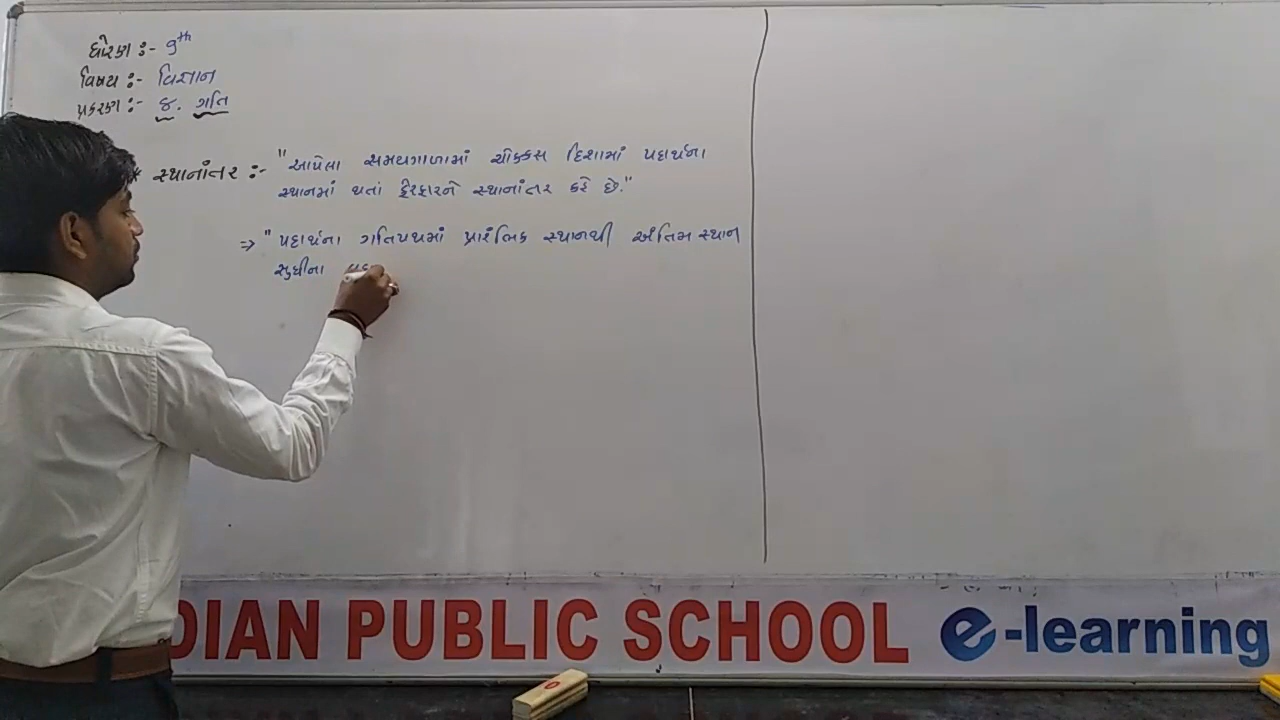 ધોરણ :- 9th
વિષય :- વિજ્ઞાન
પ્રકરણ :- 8. ગતિ
* સ્થાનાંતર :- "આપેલા સમયગાળામાં ચોક્કસ દિશામાં પદાર્થના
સ્થાનમાં થતાં ફેરફારને સ્થાનાંતર કહે છે."
⇒ "પદાર્થના ગતિપથમાં પ્રારંભિક સ્થાનથી અંતિમ સ્થાન
સુધીના
DIAN PUBLIC SCHOOL e-learning